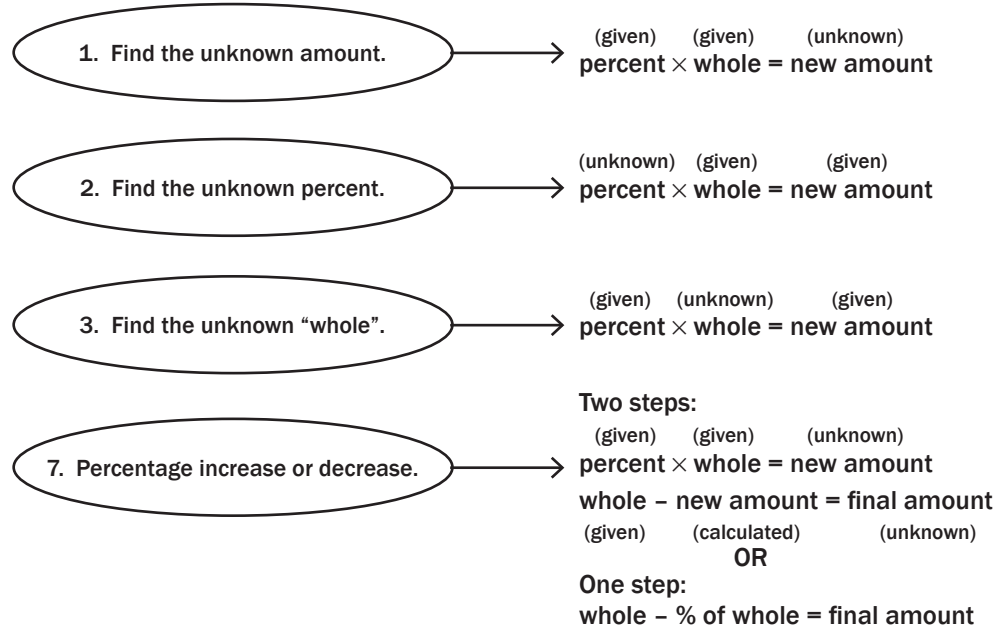 1. Find the unknown amount.
(given) (given) (unknown)
percent × whole = new amount
2. Find the unknown percent.
(unknown) (given) (given)
percent × whole = new amount
3. Find the unknown “whole”.
(given) (unknown) (given)
percent × whole = new amount
7. Percentage increase or decrease.
Two steps:
(given) (given) (unknown)
percent × whole = new amount
whole – new amount = final amount
(given) (calculated) (unknown)
OR
One step:
whole – % of whole = final amount